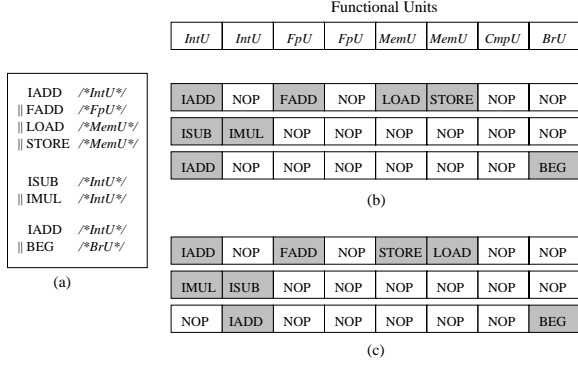 Functional Units
IntU IntU FpU FpU MemU MemU CmpU BrU
IADD /*IntU*/
|| FADD /*FpU*/
|| LOAD /*MemU*/
|| STORE /*MemU*/
ISUB /*IntU*/
|| IMUL /*IntU*/
IADD /*IntU*/
|| BEG /*BrU*/
(a)
IADD NOP FADD NOP LOAD STORE NOP NOP
ISUB IMUL NOP NOP NOP NOP NOP NOP
IADD NOP NOP NOP NOP NOP NOP BEG
(b)
IADD NOP FADD NOP STORE LOAD NOP NOP
IMUL ISUB NOP NOP NOP NOP NOP NOP
NOP IADD NOP NOP NOP NOP NOP BEG
(c)